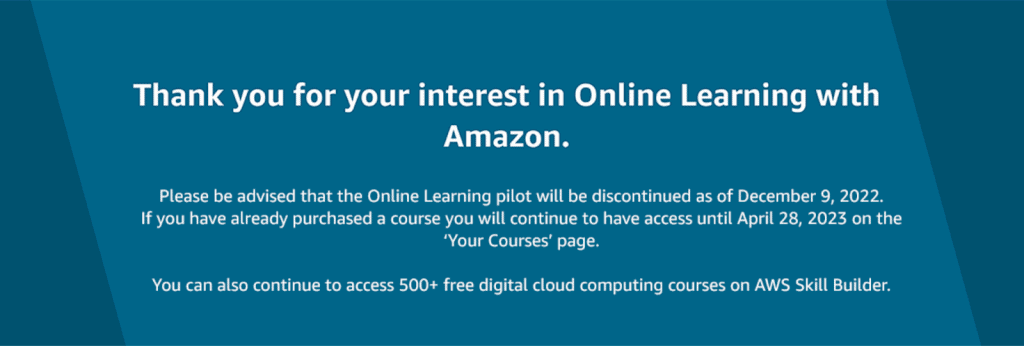 Thank you for your interest in Online Learning with
Amazon.
Please be advised that the Online Learning pilot will be discontinued as of December 9, 2022.
If you have already purchased a course you will continue to have access until April 28, 2023 on the
‘Your Courses’ page.
You can also continue to access 500+ free digital cloud computing courses on AWS Skill Builder.